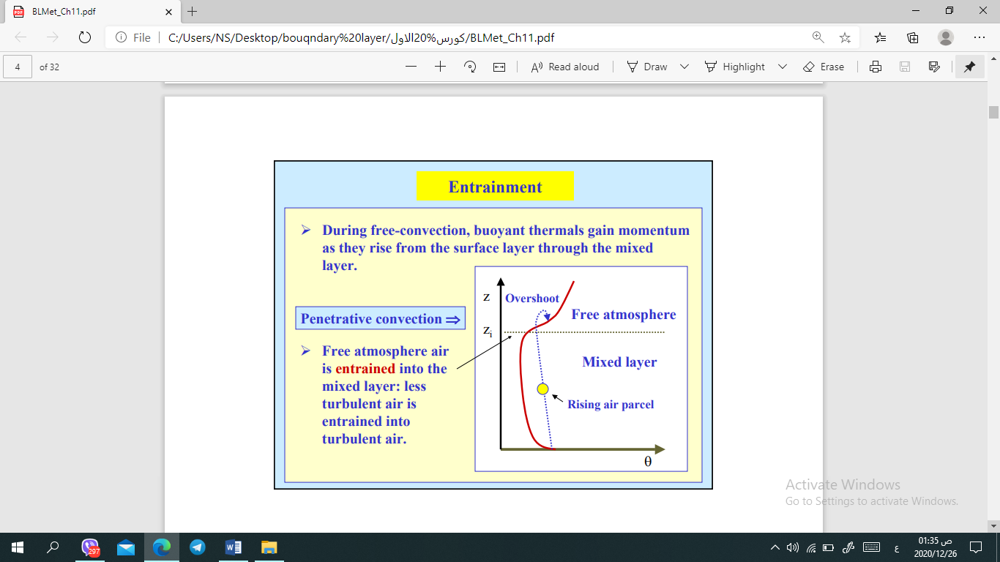 BLMet_Ch11.pdf
File
C:/Users/NS/Desktop/bouqndary%20layer/كورس%20الاول/BLMet_Ch11.pdf
4 of 32
Read aloud
Draw
Highlight
Erase
Entrainment
➢ During free-convection, buoyant thermals gain momentum
as they rise from the surface layer through the mixed
layer.
z
Overshoot
Free atmosphere
Penetrative convection ⇒
zi
➢ Free atmosphere air
is entrained into the
mixed layer: less
turbulent air is
entrained into
turbulent air.
Mixed layer
Rising air parcel
θ
Activate Windows
Go to Settings to activate Windows.
297
ع
01:35 ص
2020/12/26